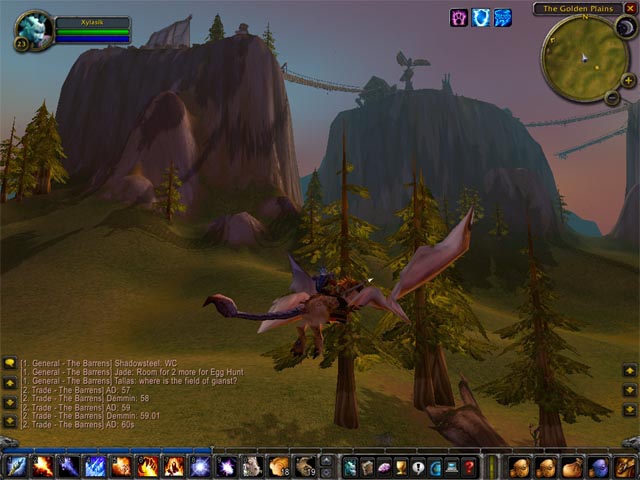 Xylasik
23
The Golden Plains
N
[1. General - The Barrens] Shadowsteel: WC
[1. General - The Barrens] Jade: Room for 2 more for Egg Hunt
[1. General - The Barrens] Tallas: where is the field of gianst?
[2. Trade - The Barrens] AD: 57
[2. Trade - The Barrens] Demmin: 58
[2. Trade - The Barrens] AD: 59
[2. Trade - The Barrens] Demmin: 59.01
[2. Trade - The Barrens] AD: 60s
18 19